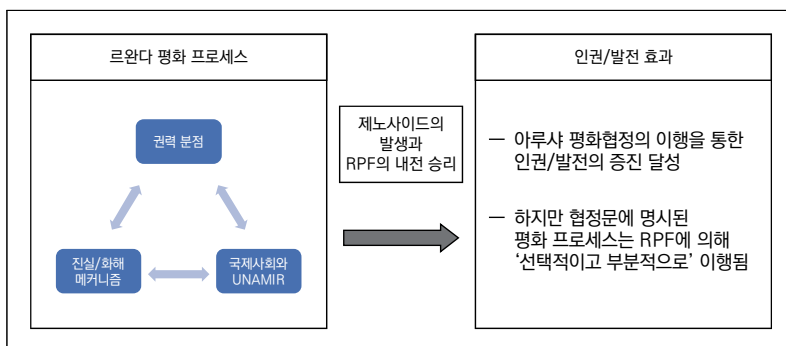 르완다 평화 프로세스
권력 분점
진실/화해
메커니즘
국제사회와
UNAMIR
제노사이드의
발생과
RPF의 내전 승리
인권/발전 효과
— 아루샤 평화협정의 이행을 통한
인권/발전의 증진 달성
— 하지만 협정문에 명시된
평화 프로세스는 RPF에 의해
‘선택적이고 부분적으로’ 이행됨